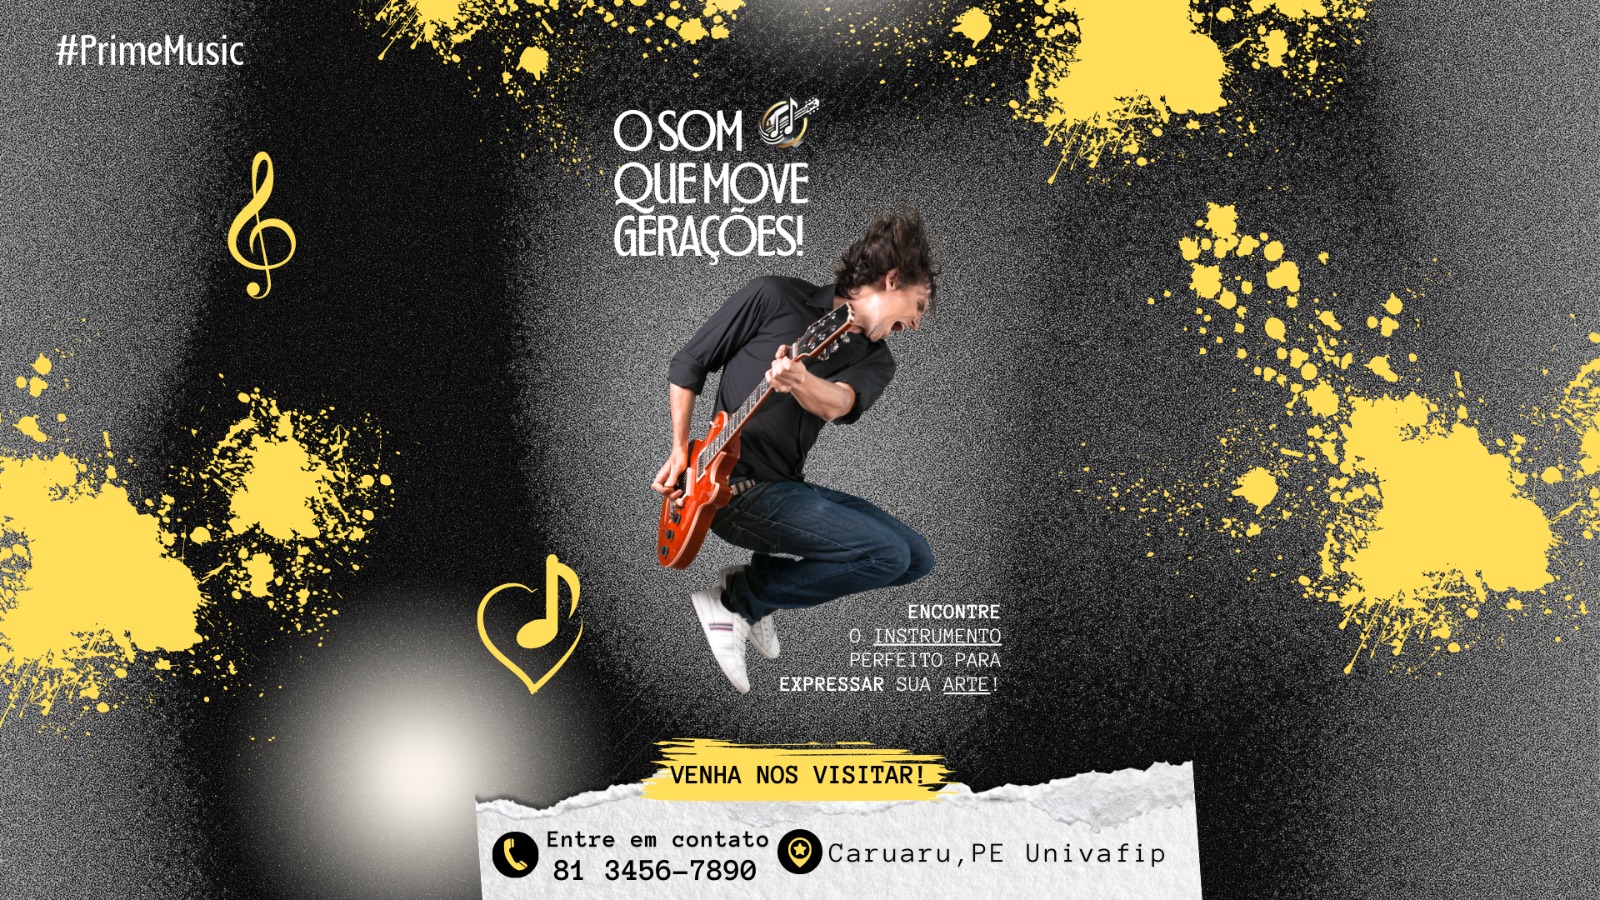 #PrimeMusic
O SOM
QUE MOVE
GERAÇÕES!
ENCONTRE
O INSTRUMENTO
PERFEITO PARA
EXPRESSAR SUA ARTE!
VENHA NOS VISITAR!
Entre em contato
81 3456-7890
Caruaru,PE Univafip